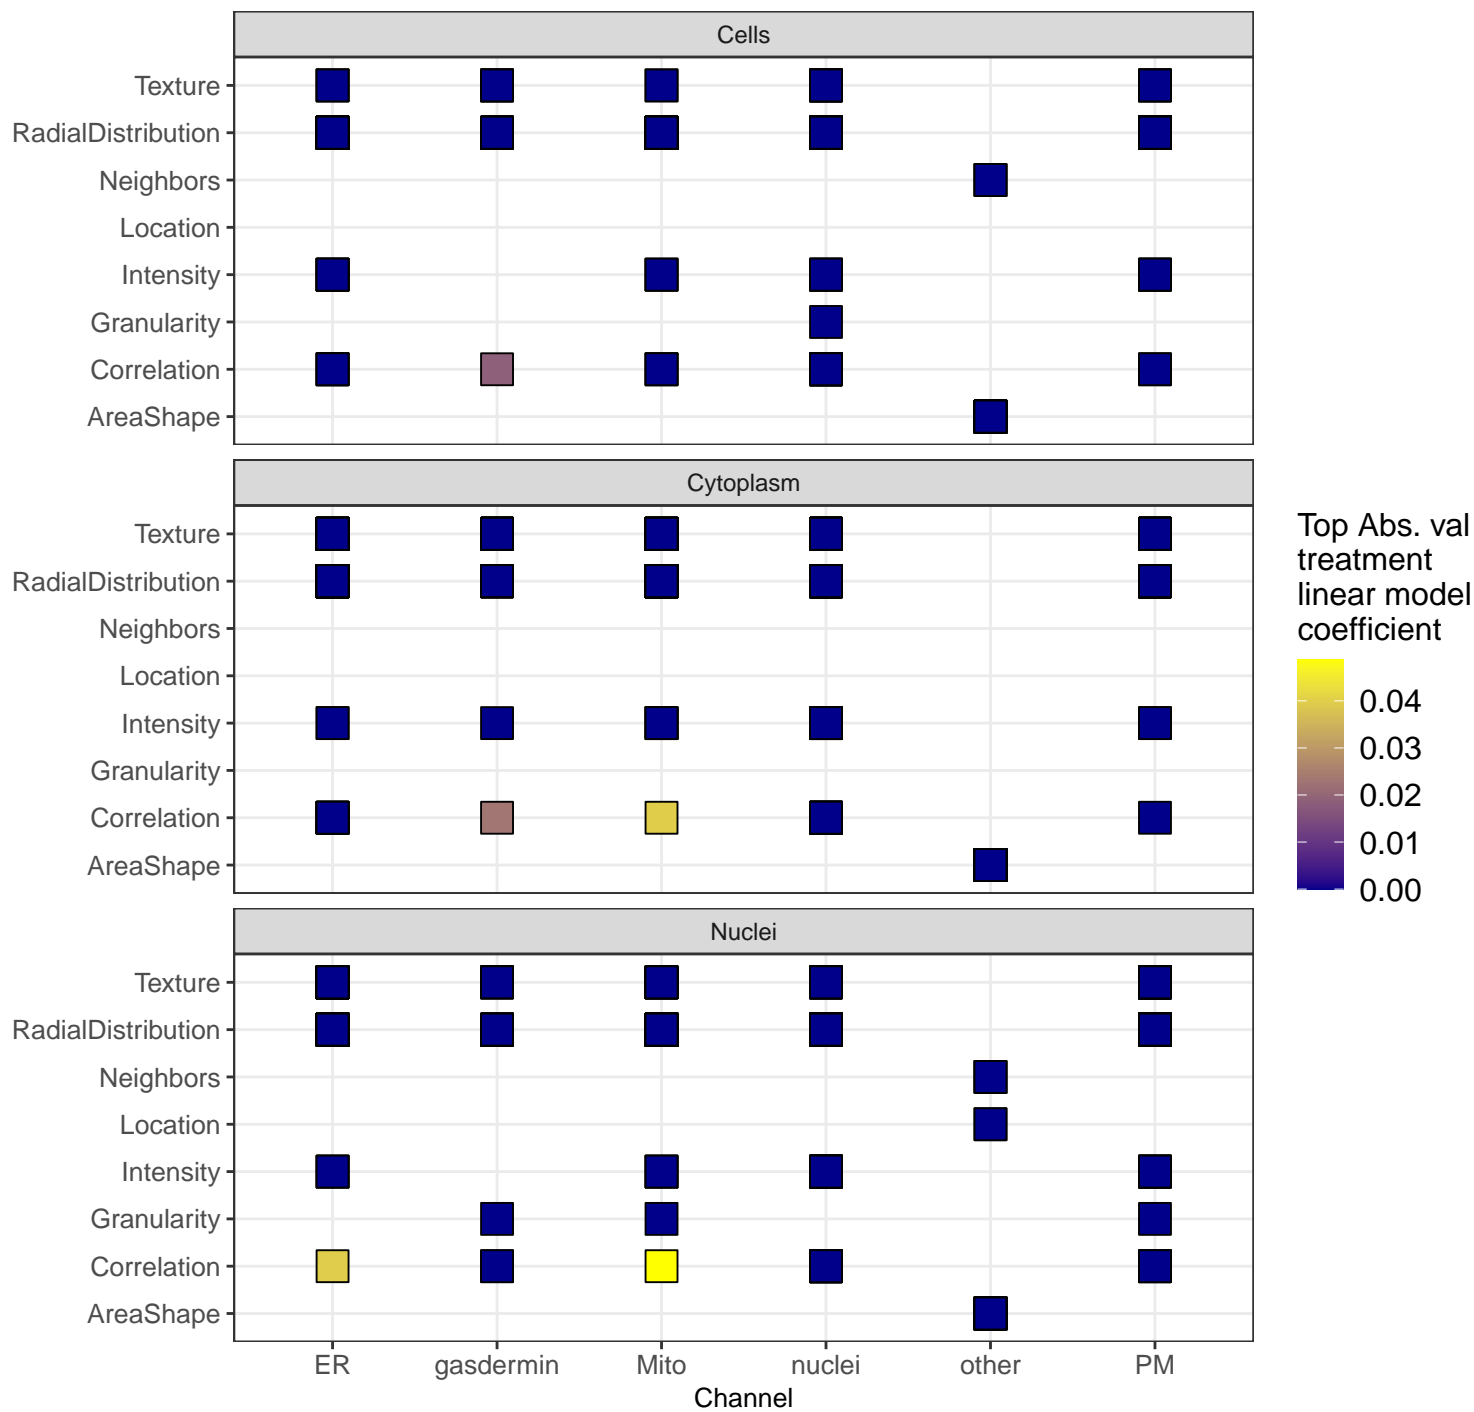 Cells
Texture
RadialDistribution
Neighbors
Location
Intensity
Granularity
Correlation
AreaShape
Cytoplasm
Texture
RadialDistribution
Neighbors
Location
Intensity
Granularity
Correlation
AreaShape
Nuclei
Texture
RadialDistribution
Neighbors
Location
Intensity
Granularity
Correlation
AreaShape
ER gasdermin Mito nuclei other PM
Channel
Top Abs. val
treatment
linear model
coefficient
0.04
0.03
0.02
0.01
0.00